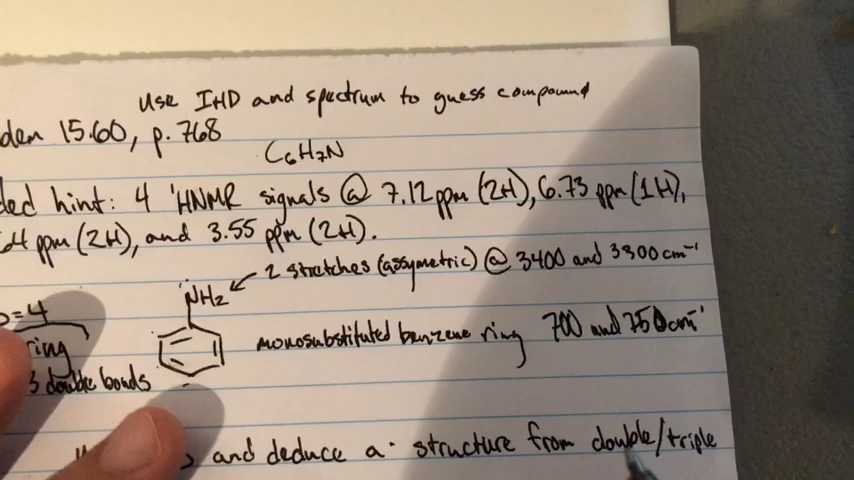 Use IHD and spectrum to guess compound
dem 15.60, p. 768
C6H7N
ded hint: 4 'HNMR signals @ 7.12 ppm (2H), 6.73 ppm (1H),
64 ppm (2H), and 3.55 ppm (2H).
2 stretches (assymetric) @ 3400 and 3300 cm-1
NH2
D=4
ring
monosubstituted benzene ring 700 and 750 cm-1
3 double bonds
and deduce a structure from double/triple